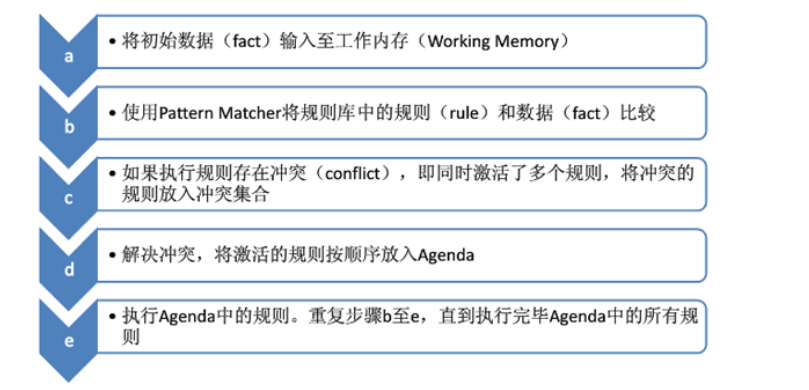 a
•将初始数据（fact）输入至工作内存（Working Memory）
b
•使用Pattern Matcher将规则库中的规则（rule）和数据（fact）比较
c
•如果执行规则存在冲突（conflict），即同时激活了多个规则，将冲突的
规则放入冲突集合
d
•解决冲突，将激活的规则按顺序放入Agenda
e
•执行Agenda中的规则。重复步骤b至e，直到执行完毕Agenda中的所有规
则